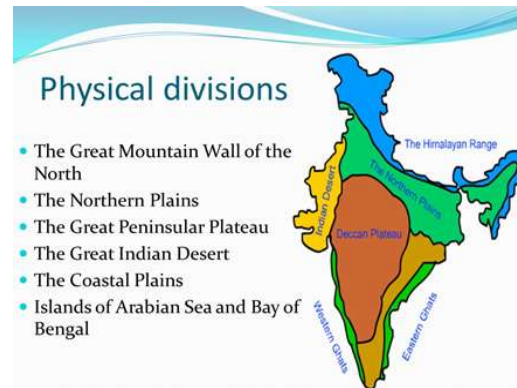 Physical divisions
The Great Mountain Wall of the
North
The Northern Plains
The Great Peninsular Plateau
The Great Indian Desert
The Coastal Plains
Islands of Arabian Sea and Bay of
Bengal
The Himalayan Range
The Northern Plains
Indian Desert
Deccan Plateau
Western Ghats
Eastern Ghats